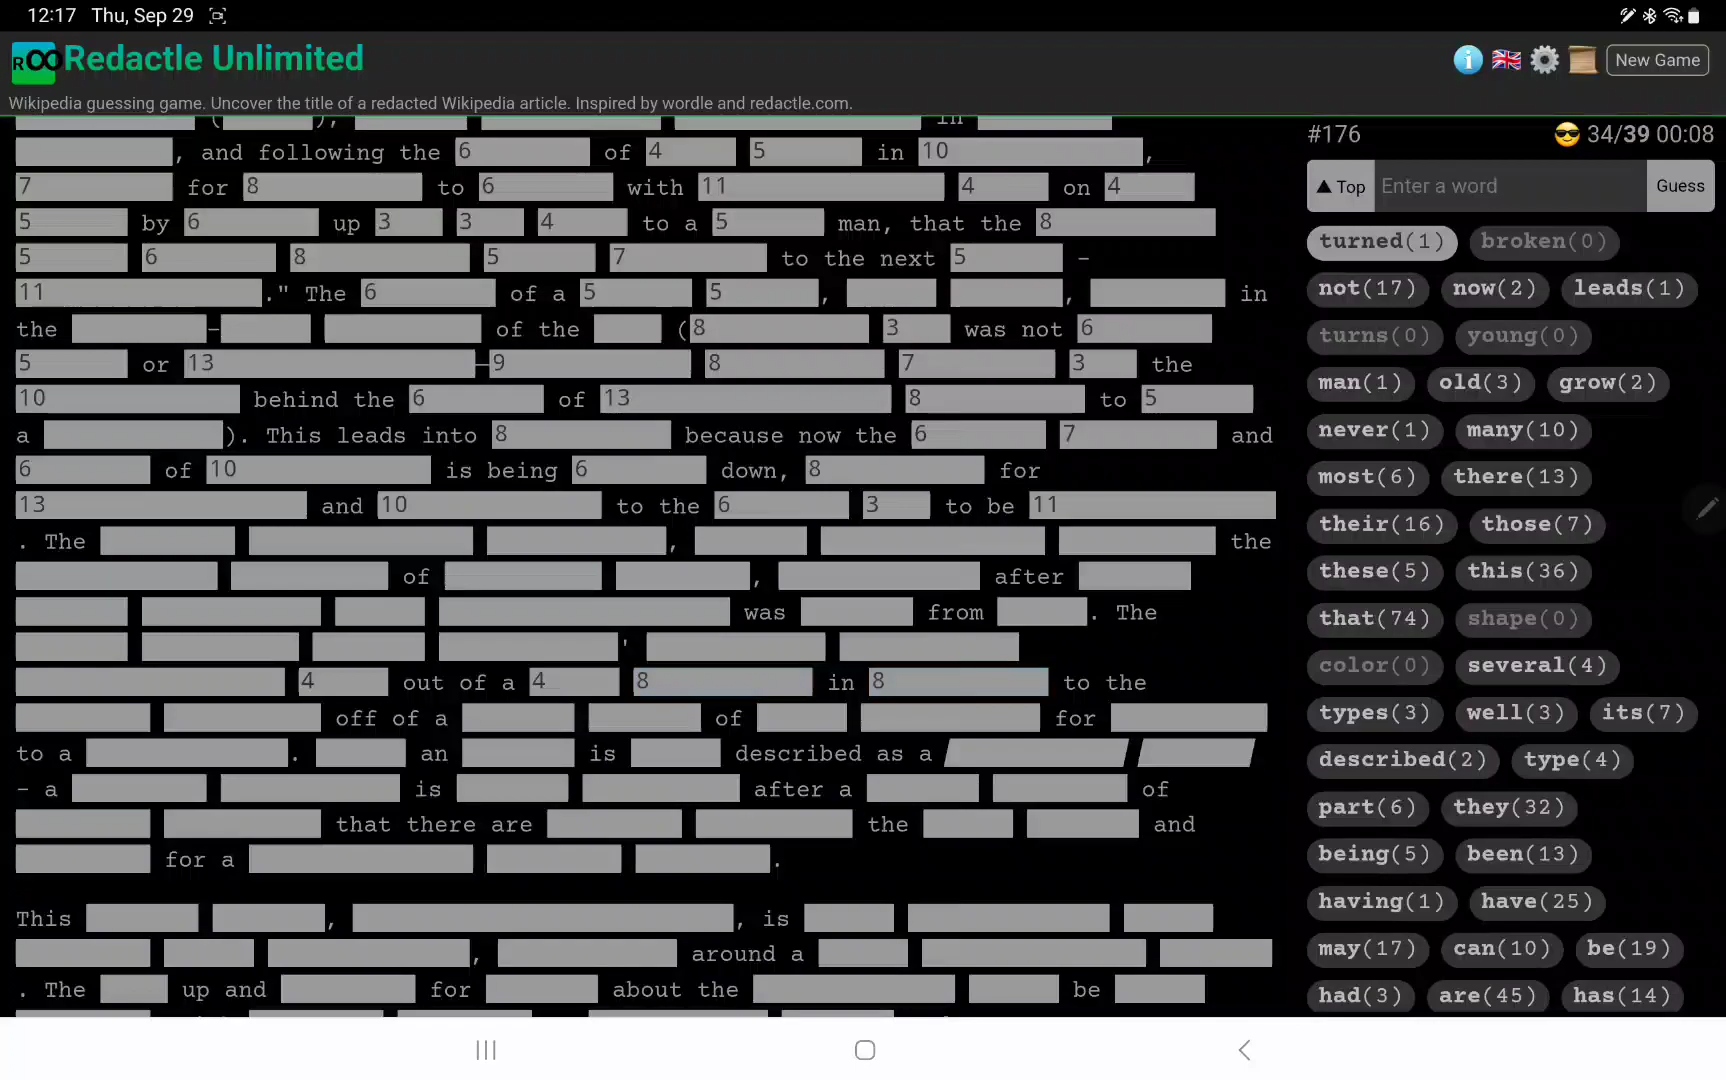 12:17 Thu, Sep 29
R∞ Redactle Unlimited
New Game
Wikipedia guessing game. Uncover the title of a redacted Wikipedia article. Inspired by wordle and redactle.com.
( ), in
, and following the 6 of 4 5 in 10 ,
7 for 8 to 6 with 11 4 on 4
5 by 6 up 3 3 4 to a 5 man, that the 8
5 6 8 5 7 to the next 5 -
11 ." The 6 of a 5 5 , , in
the - of the (8 3 was not 6
5 or 13 -9 8 7 3 the
10 behind the 6 of 13 8 to 5
a ). This leads into 8 because now the 6 7 and
6 of 10 is being 6 down, 8 for
13 and 10 to the 6 3 to be 11
. The , the
of , after
was from . The
'
4 out of a 4 8 in 8 to the
off of a of for
to a . an is described as a
- a is after a of
that there are the and
for a .
This , , is
, around a
. The up and for about the be
#176 34/39 00:08
▲ Top Enter a word Guess
turned(1) broken(0)
not(17) now(2) leads(1)
turns(0) young(0)
man(1) old(3) grow(2)
never(1) many(10)
most(6) there(13)
their(16) those(7)
these(5) this(36)
that(74) shape(0)
color(0) several(4)
types(3) well(3) its(7)
described(2) type(4)
part(6) they(32)
being(5) been(13)
having(1) have(25)
may(17) can(10) be(19)
had(3) are(45) has(14)